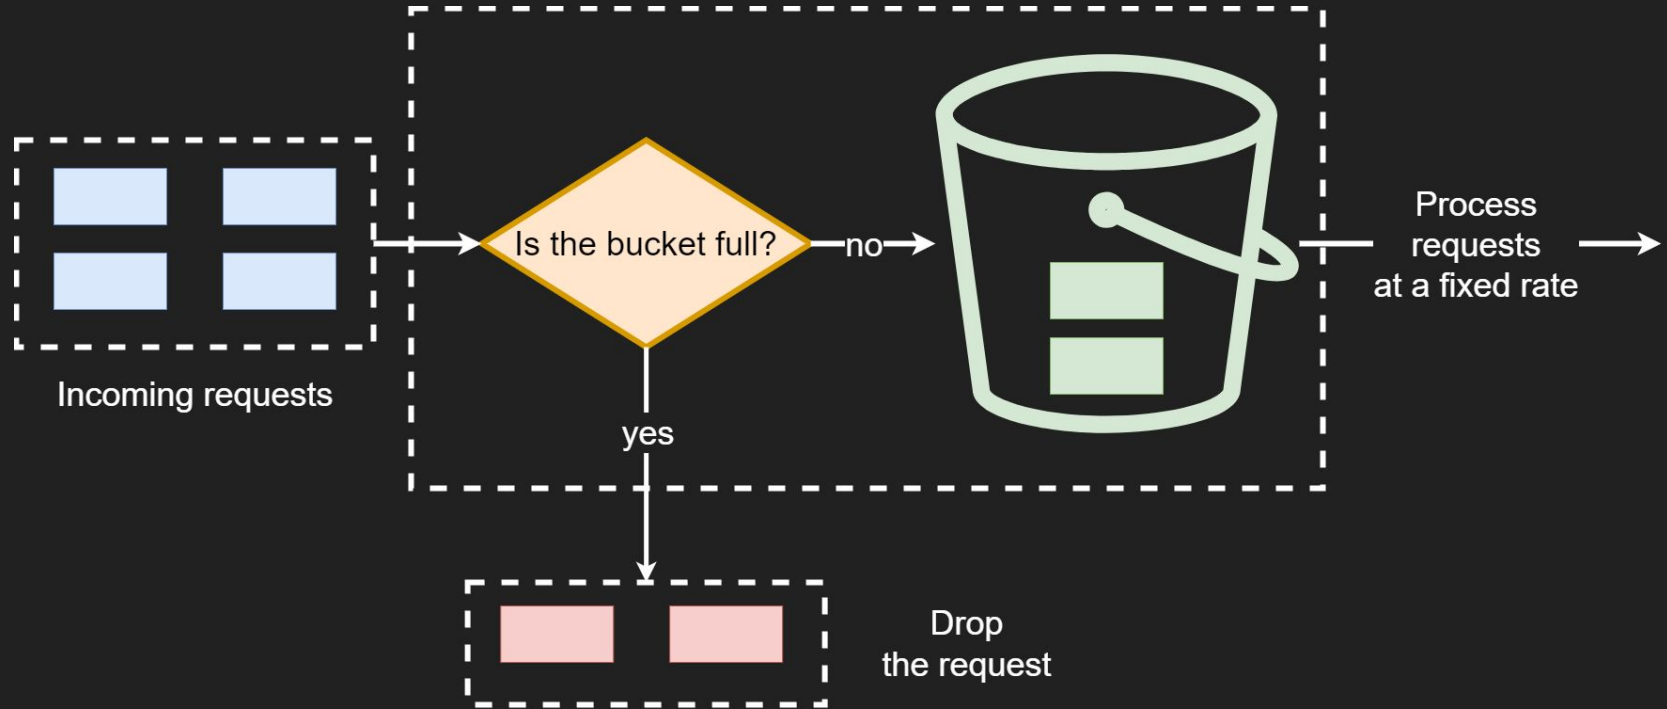 Incoming requests
Is the bucket full?
no
yes
Process
requests
at a fixed rate
Drop
the request